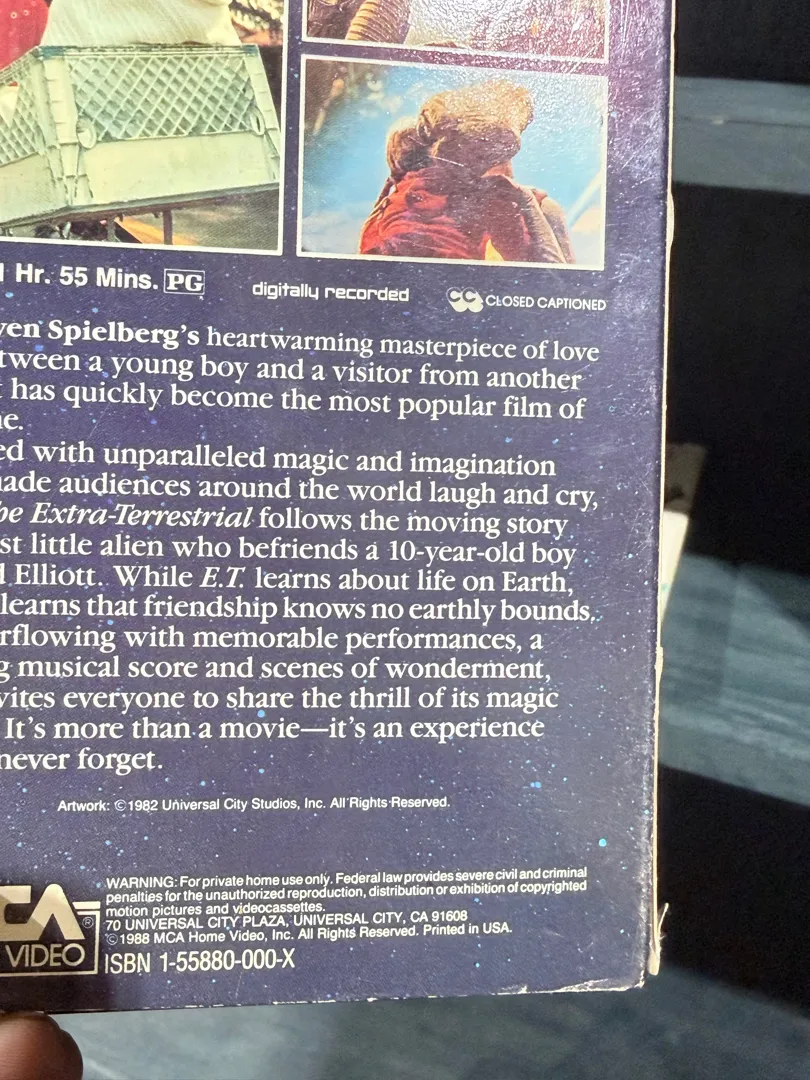 1 Hr. 55 Mins. PG digitally recorded CC CLOSED CAPTIONED
ven Spielberg's heartwarming masterpiece of love
tween a young boy and a visitor from another
t has quickly become the most popular film of
ne.
ed with unparalleled magic and imagination
nade audiences around the world laugh and cry,
he Extra-Terrestrial follows the moving story
st little alien who befriends a 10-year-old boy
d Elliott. While E.T. learns about life on Earth,
learns that friendship knows no earthly bounds.
rflowing with memorable performances, a
g musical score and scenes of wonderment,
vites everyone to share the thrill of its magic
It's more than a movie—it's an experience
never forget.
Artwork: ©1982 Universal City Studios, Inc. All Rights Reserved.
WARNING: For private home use only. Federal law provides severe civil and criminal
penalties for the unauthorized reproduction, distribution or exhibition of copyrighted
motion pictures and videocassettes.
70 UNIVERSAL CITY PLAZA, UNIVERSAL CITY, CA 91608
©1988 MCA Home Video, Inc. All Rights Reserved. Printed in USA.
CA®
VIDEO
ISBN 1-55880-000-X